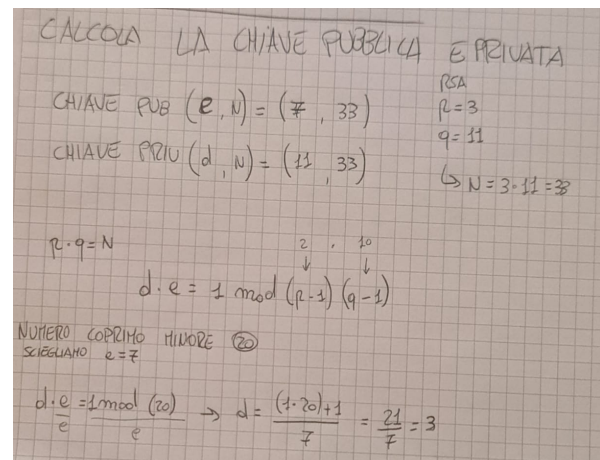 CALCOLA LA CHIAVE PUBBLICA E PRIVATA
RSA
p=3
q=11
↳ N=3·11=33
CHIAVE PUB (e, N) = (7, 33)
CHIAVE PRIV (d, N) = (11, 33)
p·q=N
2 . 10
↓ ↓
d·e = 1 mod (p-1)(q-1)
NUMERO COPRIMO MINORE 20
SCIEGLIAMO e=7
d·e/e = 1 mod (20)/e → d = (1·20)+1/7 = 21/7 = 3